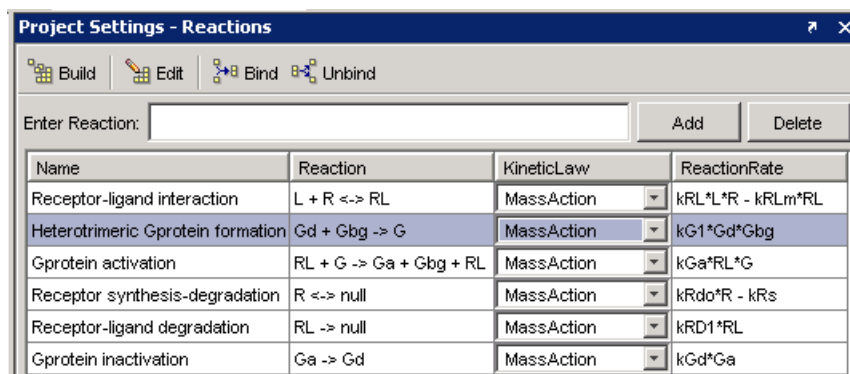 Project Settings - Reactions
Build Edit Bind Unbind
Enter Reaction: Add Delete
Name Reaction KineticLaw ReactionRate
Receptor-ligand interaction L + R <-> RL MassAction kRL*L*R - kRLm*RL
Heterotrimeric Gprotein formation Gd + Gbg -> G MassAction kG1*Gd*Gbg
Gprotein activation RL + G -> Ga + Gbg + RL MassAction kGa*RL*G
Receptor synthesis-degradation R <-> null MassAction kRdo*R - kRs
Receptor-ligand degradation RL -> null MassAction kRD1*RL
Gprotein inactivation Ga -> Gd MassAction kGd*Ga